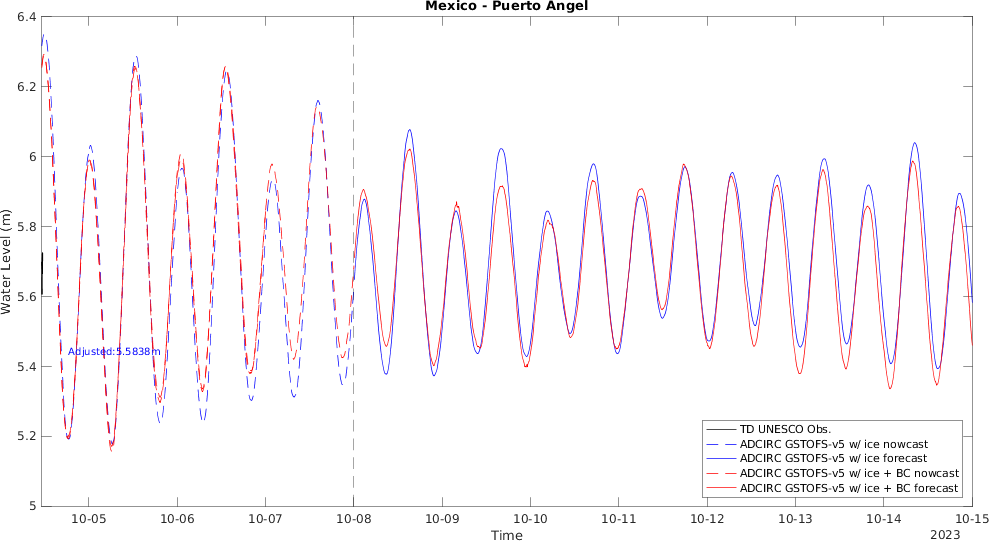 Mexico - Puerto Angel
Water Level (m)
6.4
6.2
6
5.8
5.6
5.4
5.2
5
Adjusted:5.5838m
TD UNESCO Obs.
ADCIRC GSTOFS-v5 w/ ice nowcast
ADCIRC GSTOFS-v5 w/ ice forecast
ADCIRC GSTOFS-v5 w/ ice + BC nowcast
ADCIRC GSTOFS-v5 w/ ice + BC forecast
10-05 10-06 10-07 10-08 10-09 10-10 10-11 10-12 10-13 10-14 10-15
Time
2023